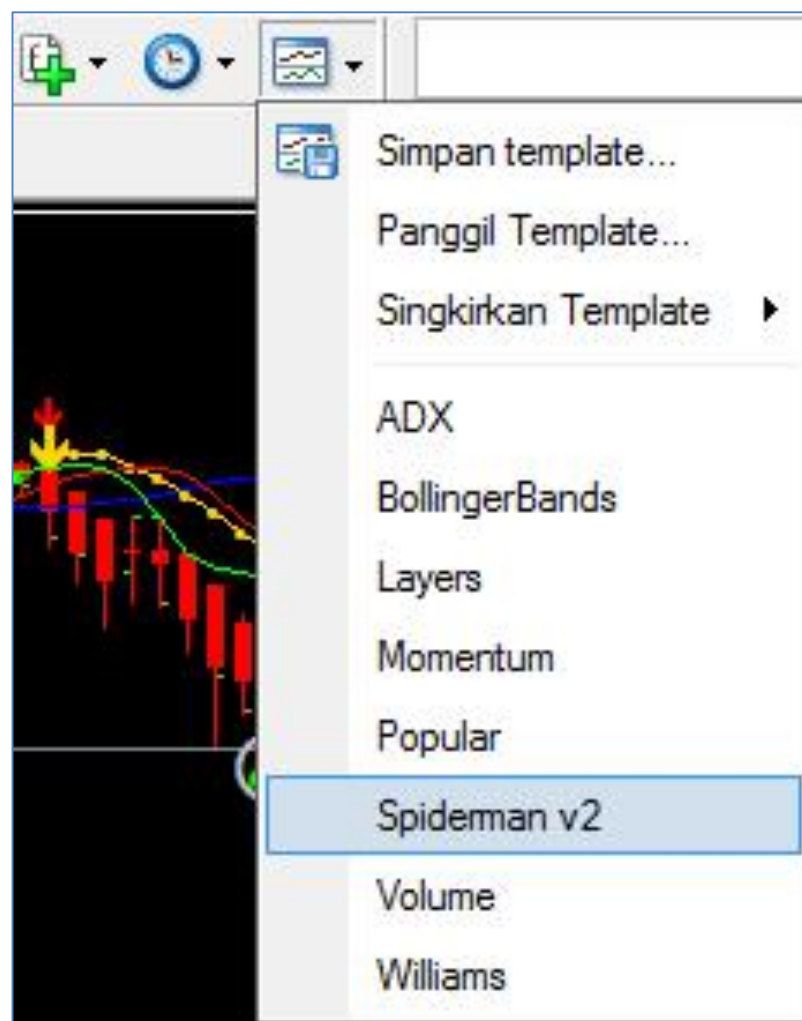 Simpan template...
Panggil Template...
Singkirkan Template
ADX
BollingerBands
Layers
Momentum
Popular
Spiderman v2
Volume
Williams